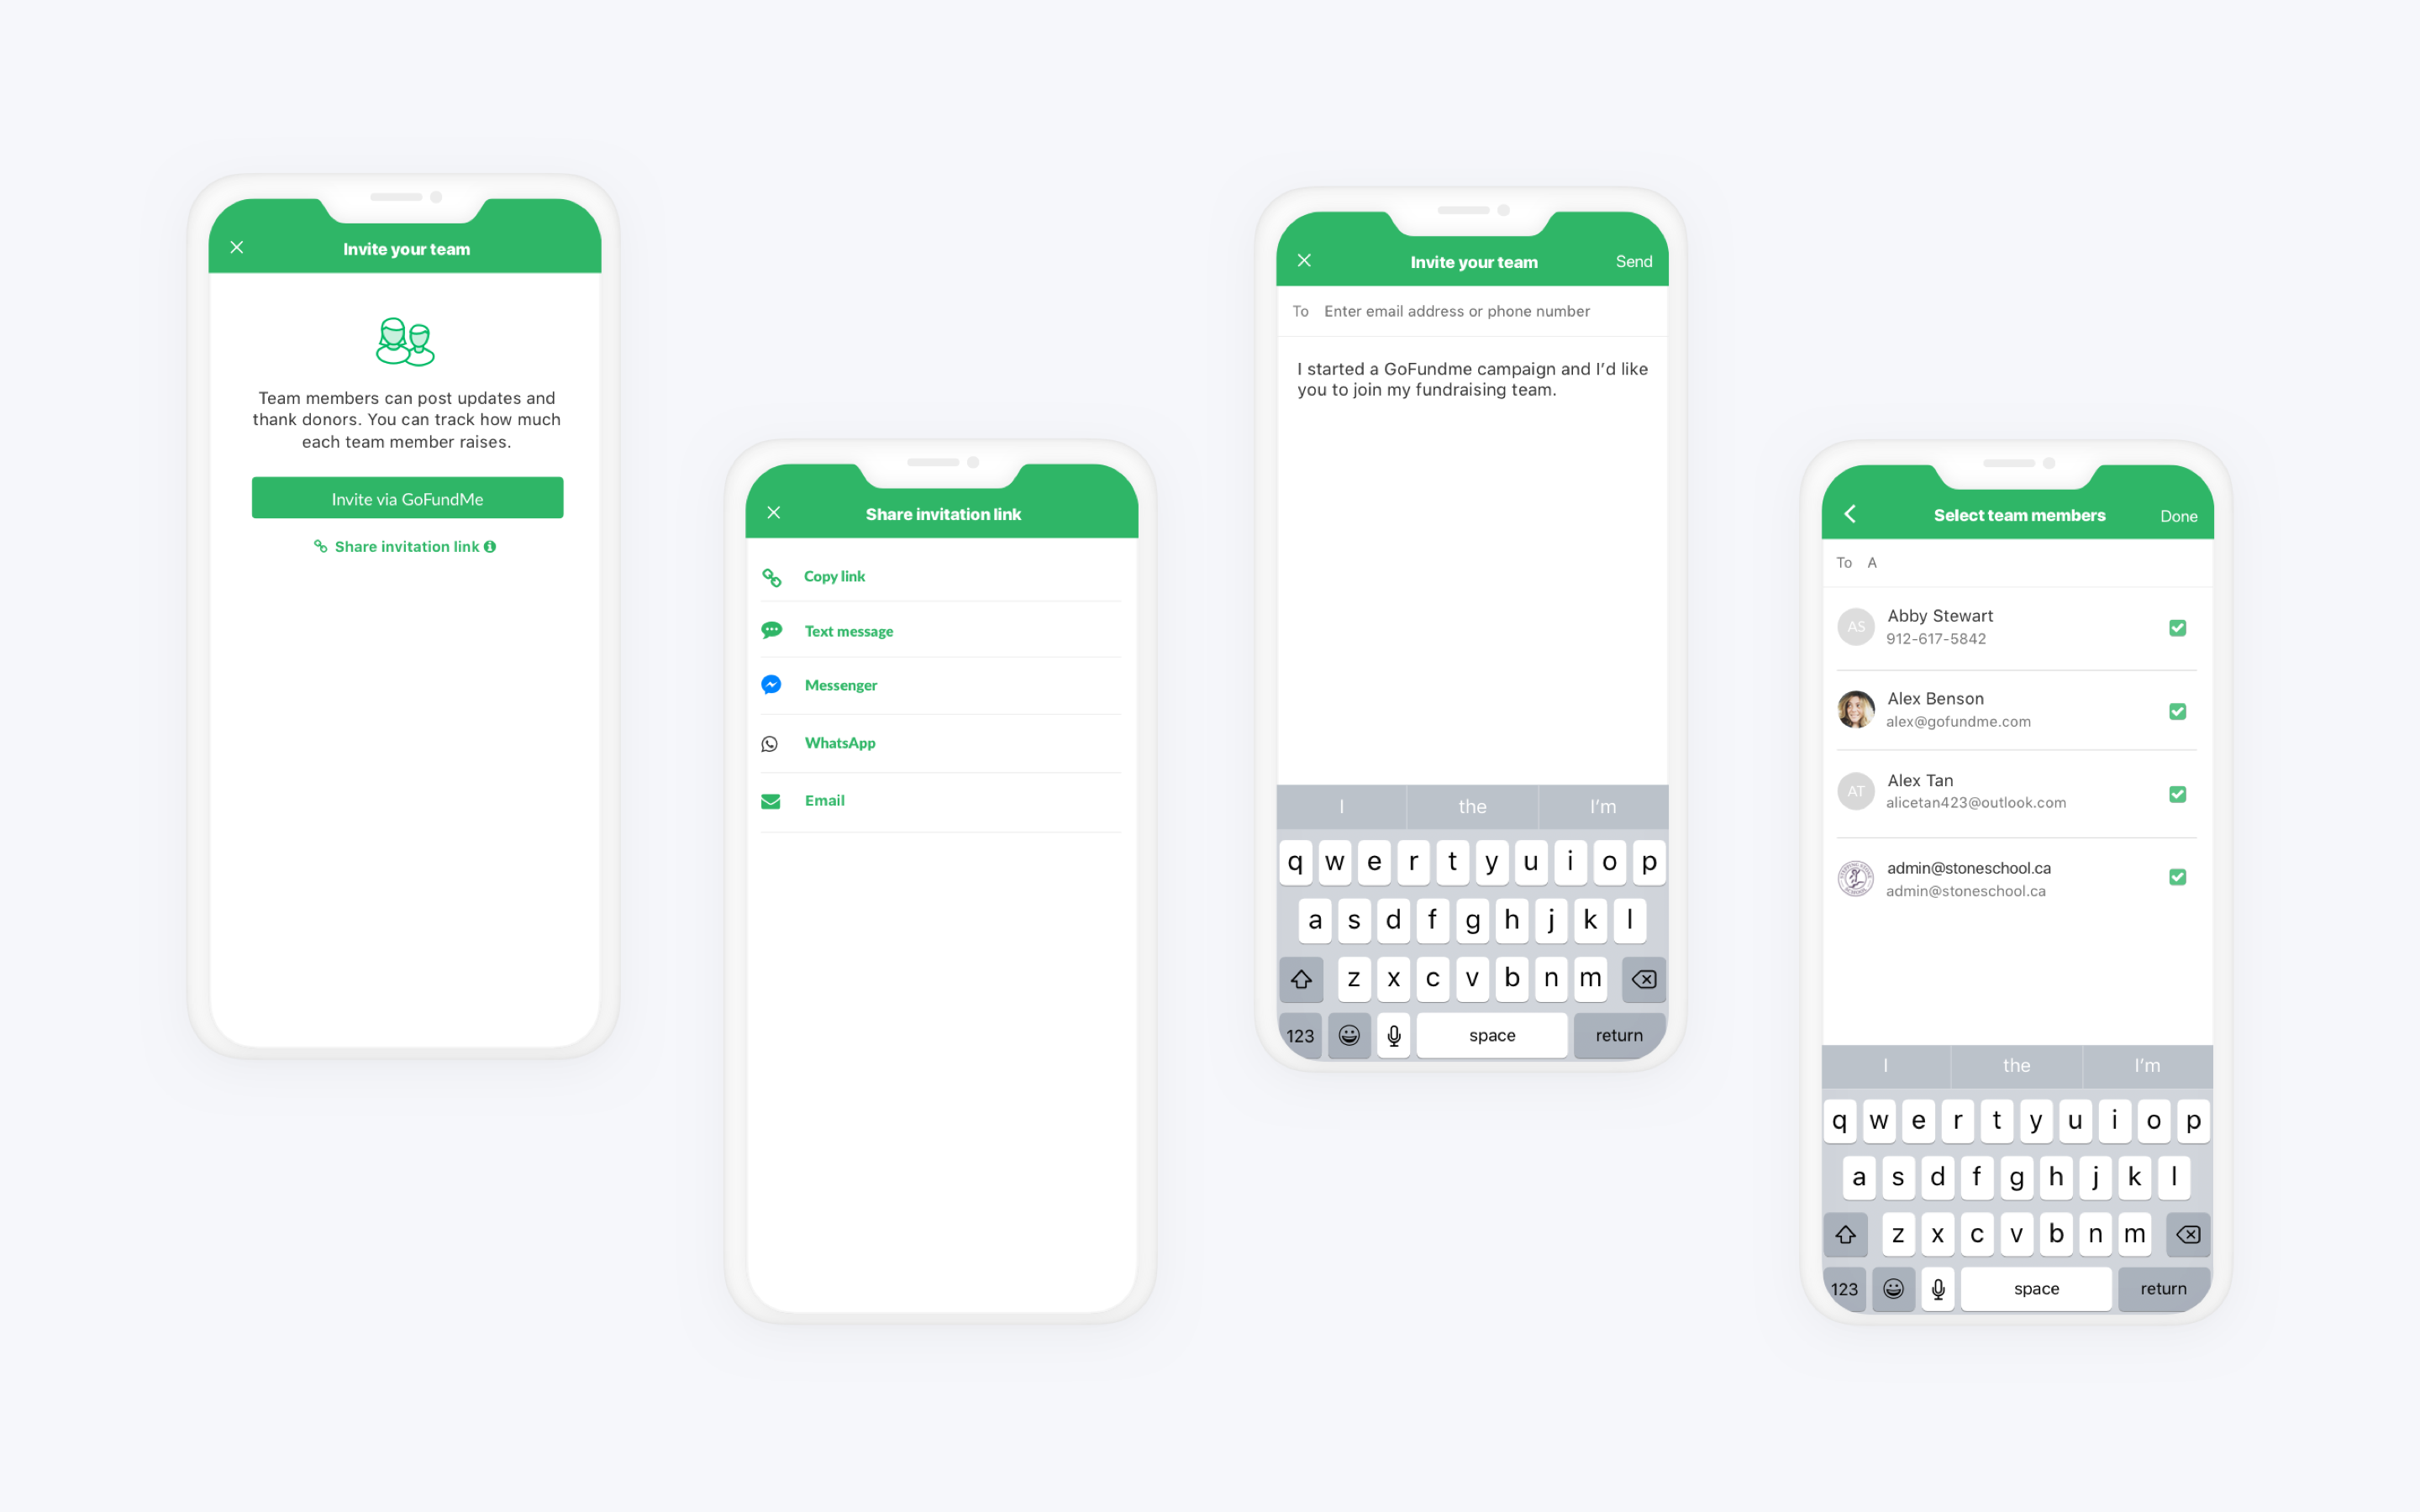 Invite your team
Team members can post updates and
thank donors. You can track how much
each team member raises.
Invite via GoFundMe
Share invitation link
Share invitation link
Copy link
Text message
Messenger
WhatsApp
Email
Invite your team Send
To Enter email address or phone number
I started a GoFundme campaign and I’d like
you to join my fundraising team.
I the I’m
q w e r t y u i o p
a s d f g h j k l
z x c v b n m
123 space return
Select team members Done
To A
AS Abby Stewart
912-617-5842
Alex Benson
alex@gofundme.com
AT Alex Tan
alicetan423@outlook.com
admin@stoneschool.ca
admin@stoneschool.ca
I the I’m
q w e r t y u i o p
a s d f g h j k l
z x c v b n m
123 space return